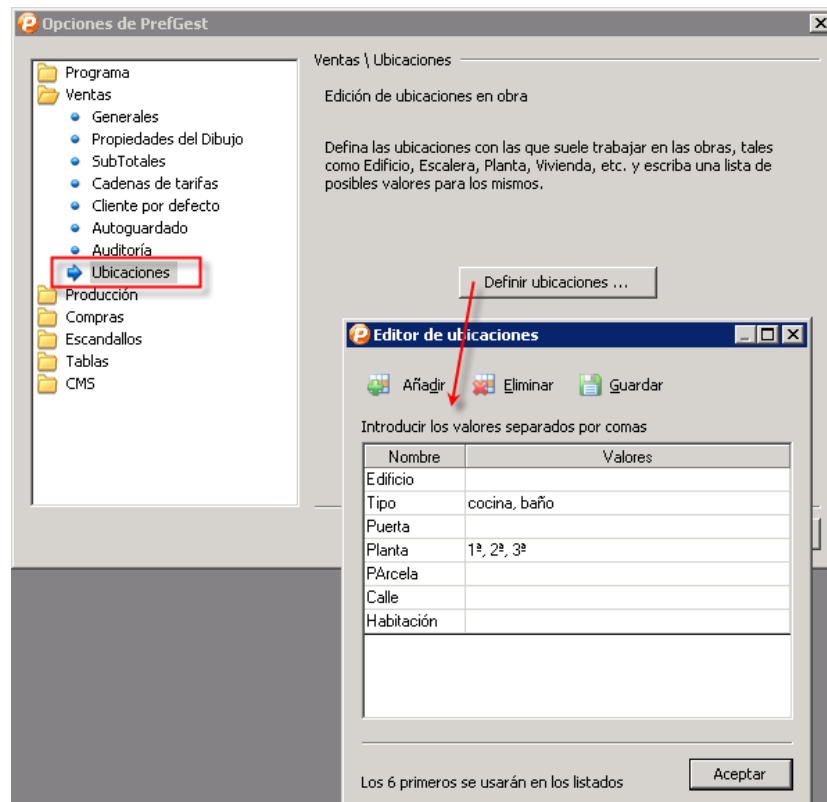 Opciones de PrefGest
Programa
Ventas
Generales
Propiedades del Dibujo
SubTotales
Cadenas de tarifas
Cliente por defecto
Autoguardado
Auditoría
Ubicaciones
Producción
Compras
Escandallos
Tablas
CMS
Ventas \ Ubicaciones
Edición de ubicaciones en obra
Defina las ubicaciones con las que suele trabajar en las obras, tales
como Edificio, Escalera, Planta, Vivienda, etc. y escriba una lista de
posibles valores para los mismos.
Definir ubicaciones ...
Editor de ubicaciones
Añadir Eliminar Guardar
Introducir los valores separados por comas
Nombre Valores
Edificio
Tipo cocina, baño
Puerta
Planta 1ª, 2ª, 3ª
PArcela
Calle
Habitación
Los 6 primeros se usarán en los listados
Aceptar